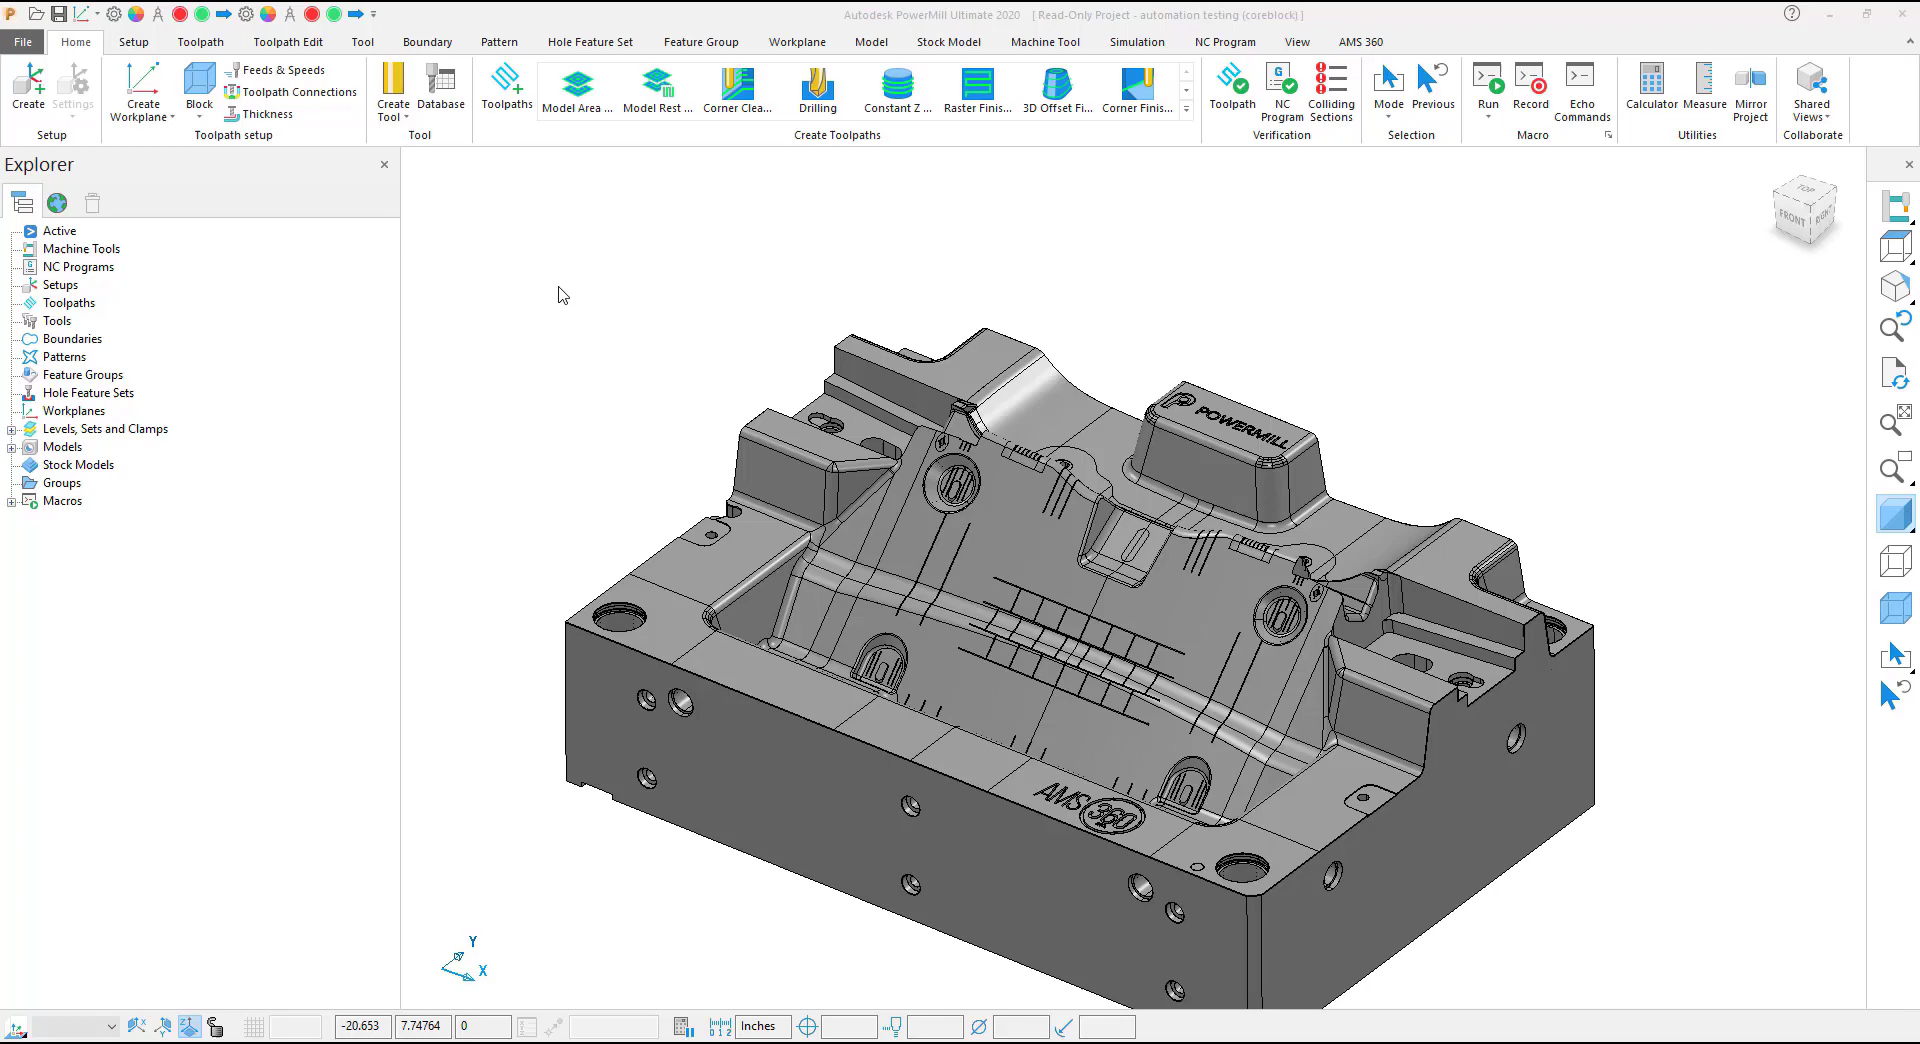 Autodesk PowerMill Ultimate 2020 [ Read-Only Project - automation testing (coreblock) ]
File Home Setup Toolpath Toolpath Edit Tool Boundary Pattern Hole Feature Set Feature Group Workplane Model Stock Model Machine Tool Simulation NC Program View AMS 360
Create
Settings
Setup
Create Workplane
Block
Feeds & Speeds
Toolpath Connections
Thickness
Toolpath setup
Create Tool
Database
Tool
Toolpaths
Model Area ...
Model Rest ...
Corner Clea...
Drilling
Constant Z ...
Raster Finis...
3D Offset Fi...
Corner Finis...
Create Toolpaths
Toolpath
NC Program
Colliding Sections
Verification
Mode
Previous
Selection
Run
Record
Echo Commands
Macro
Calculator
Measure
Mirror Project
Utilities
Shared Views
Collaborate
Explorer
Active
Machine Tools
NC Programs
Setups
Toolpaths
Tools
Boundaries
Patterns
Feature Groups
Hole Feature Sets
Workplanes
Levels, Sets and Clamps
Models
Stock Models
Groups
Macros
TOP
FRONT RIGHT
POWERMILL
AMS 360
Y
X
-20.653 7.74764 0 Inches